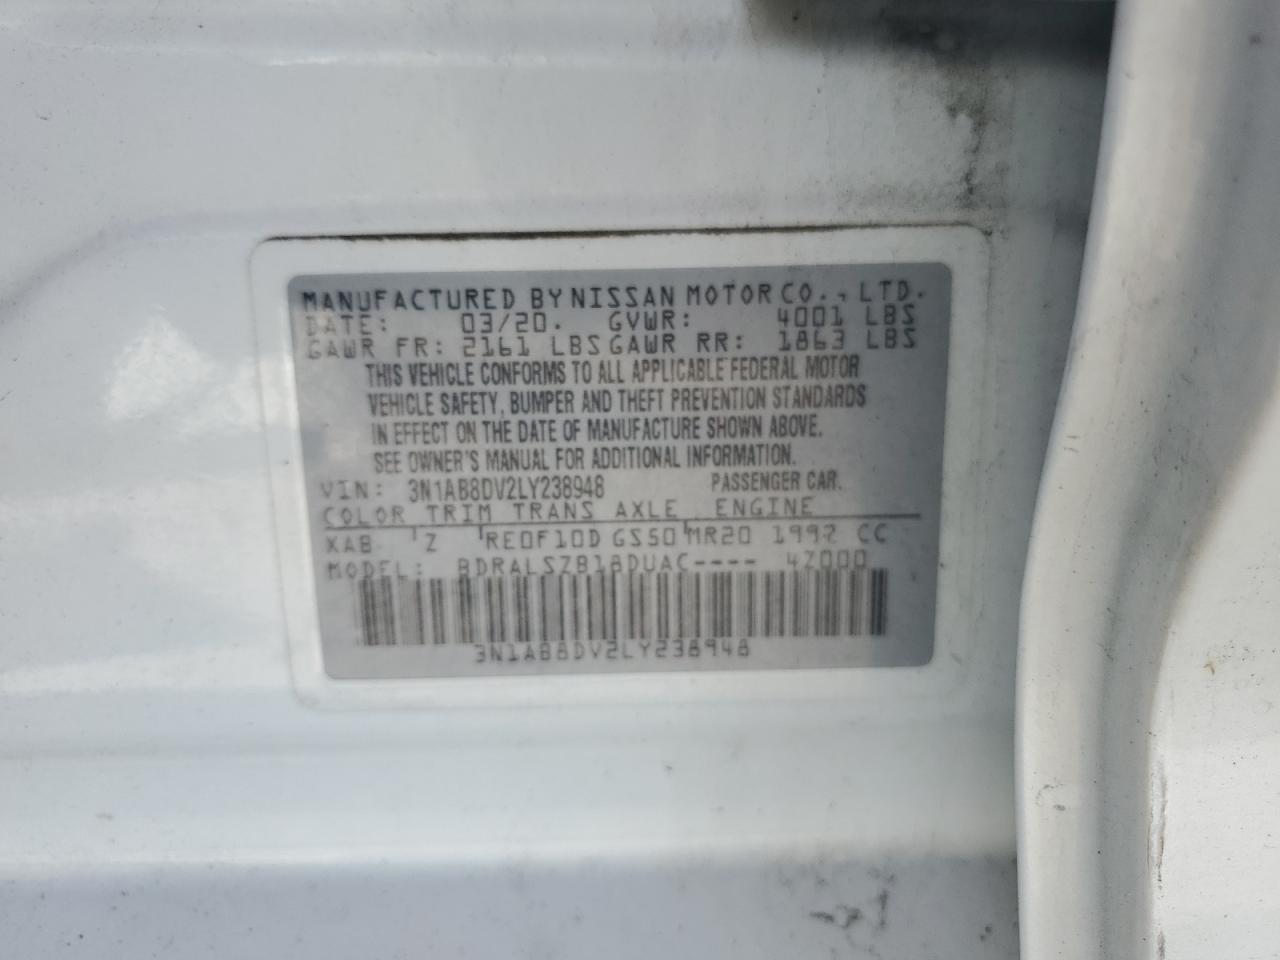 MANUFACTURED BY NISSAN MOTOR CO., LTD.
DATE: 03/20. GVWR: 4001 LBS
GAWR FR: 2161 LBS GAWR RR: 1863 LBS
THIS VEHICLE CONFORMS TO ALL APPLICABLE FEDERAL MOTOR
VEHICLE SAFETY, BUMPER AND THEFT PREVENTION STANDARDS
IN EFFECT ON THE DATE OF MANUFACTURE SHOWN ABOVE.
SEE OWNER'S MANUAL FOR ADDITIONAL INFORMATION.
VIN: 3N1AB8DV2LY238948 PASSENGER CAR.
COLOR TRIM TRANS AXLE ENGINE
XAB Z RE0F10D GS50 MR20 1997 CC
MODEL: BDRALSZB18DUAC---- 4Z000
3N1AB8DV2LY238948